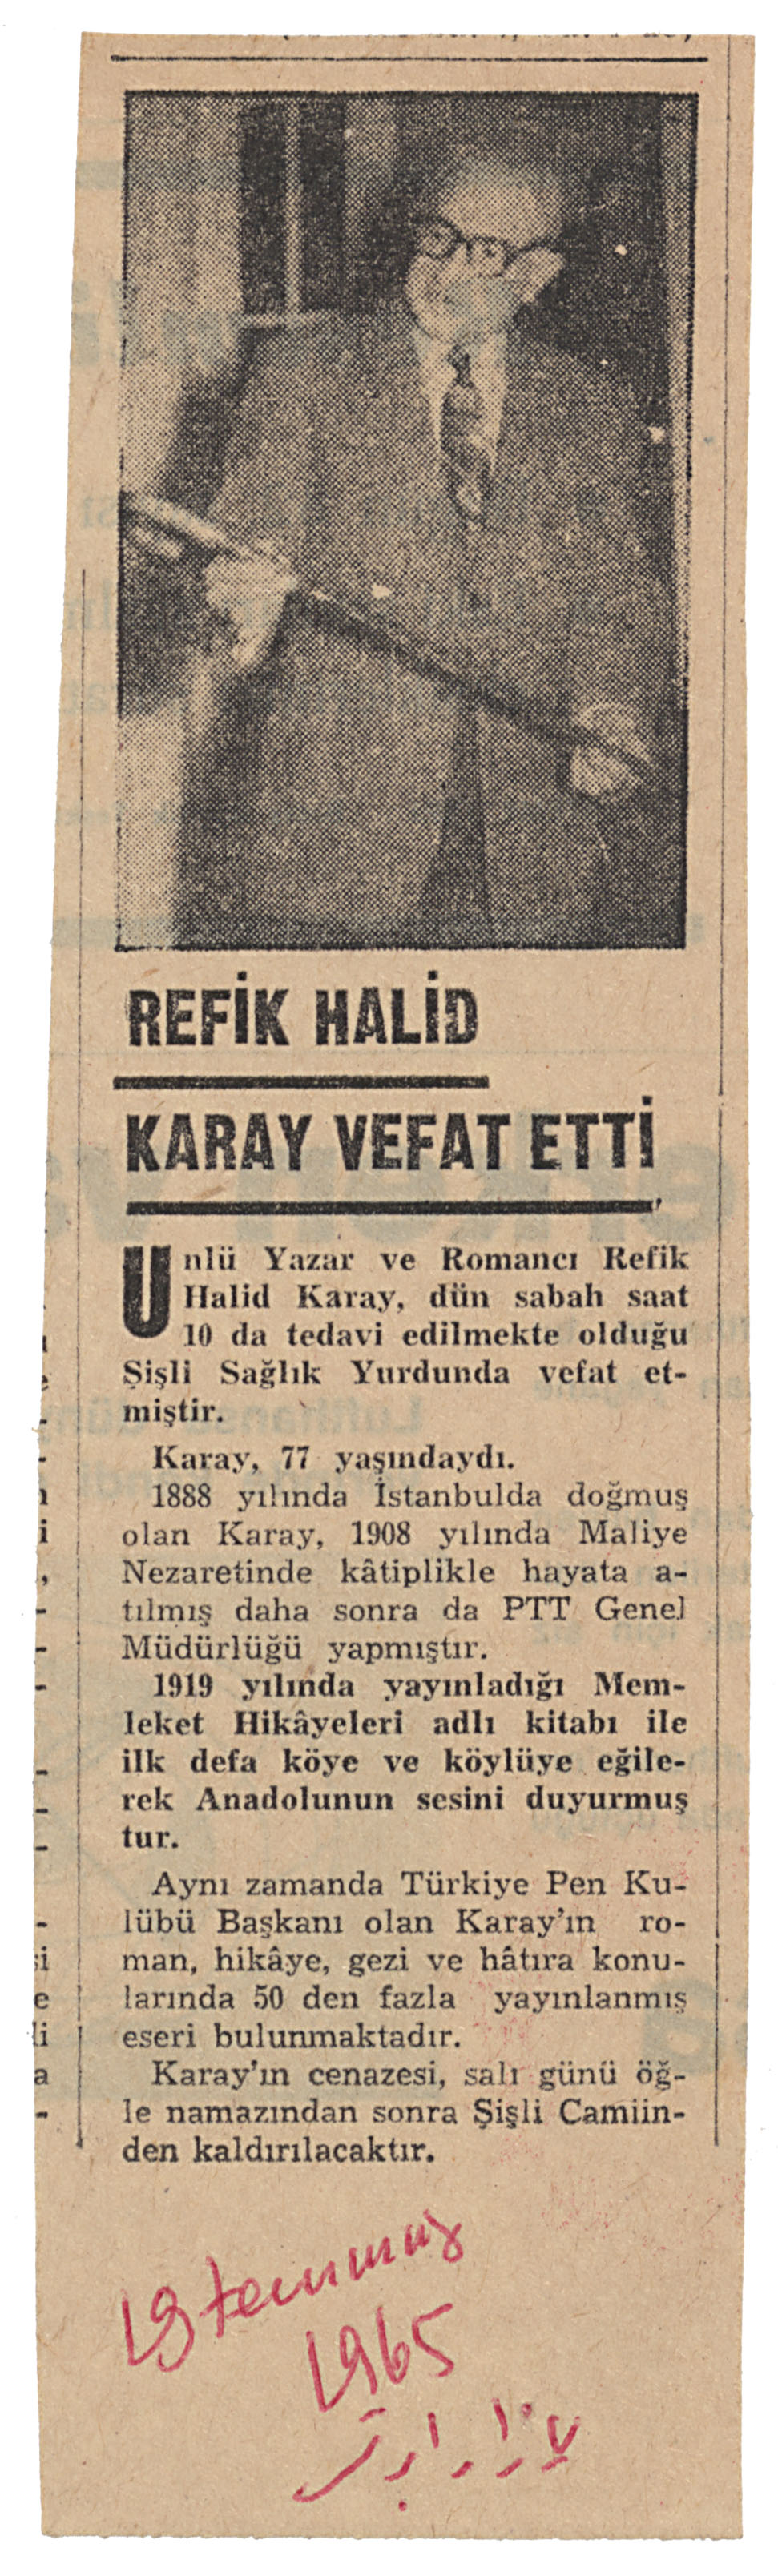 REFİK HALİD
KARAY VEFAT ETTİ
Ünlü Yazar ve Romancı Refik
Halid Karay, dün sabah saat
10 da tedavi edilmekte olduğu
Şişli Sağlık Yurdunda vefat et-
miştir.
Karay, 77 yaşındaydı.
1888 yılında İstanbulda doğmuş
olan Karay, 1908 yılında Maliye
Nezaretinde kâtiplikle hayata a-
tılmış daha sonra da PTT Genel
Müdürlüğü yapmıştır.
1919 yılında yayınladığı Mem-
leket Hikâyeleri adlı kitabı ile
ilk defa köye ve köylüye eğile-
rek Anadolunun sesini duyurmuş
tur.
Aynı zamanda Türkiye Pen Ku-
lübü Başkanı olan Karay'ın ro-
man, hikâye, gezi ve hâtıra konu-
larında 50 den fazla yayınlanmış
eseri bulunmaktadır.
Karay'ın cenazesi, salı günü öğ-
le namazından sonra Şişli Camiin-
den kaldırılacaktır.
19 temmuz
1965